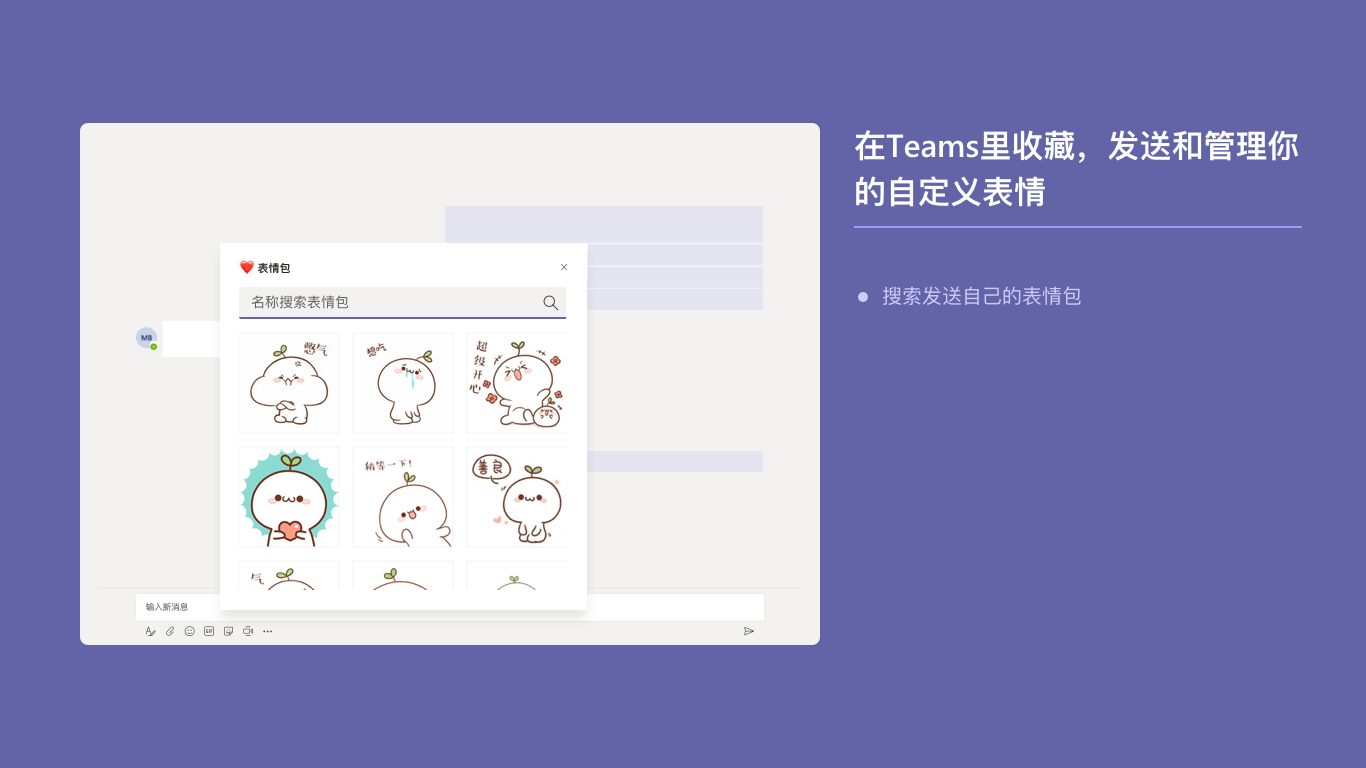 在Teams里收藏，发送和管理你
的自定义表情
搜索发送自己的表情包
❤️ 表情包
名称搜索表情包
憋气
想吃
超级开心
稍等一下!
善良
气
MB
输入新消息
GIF